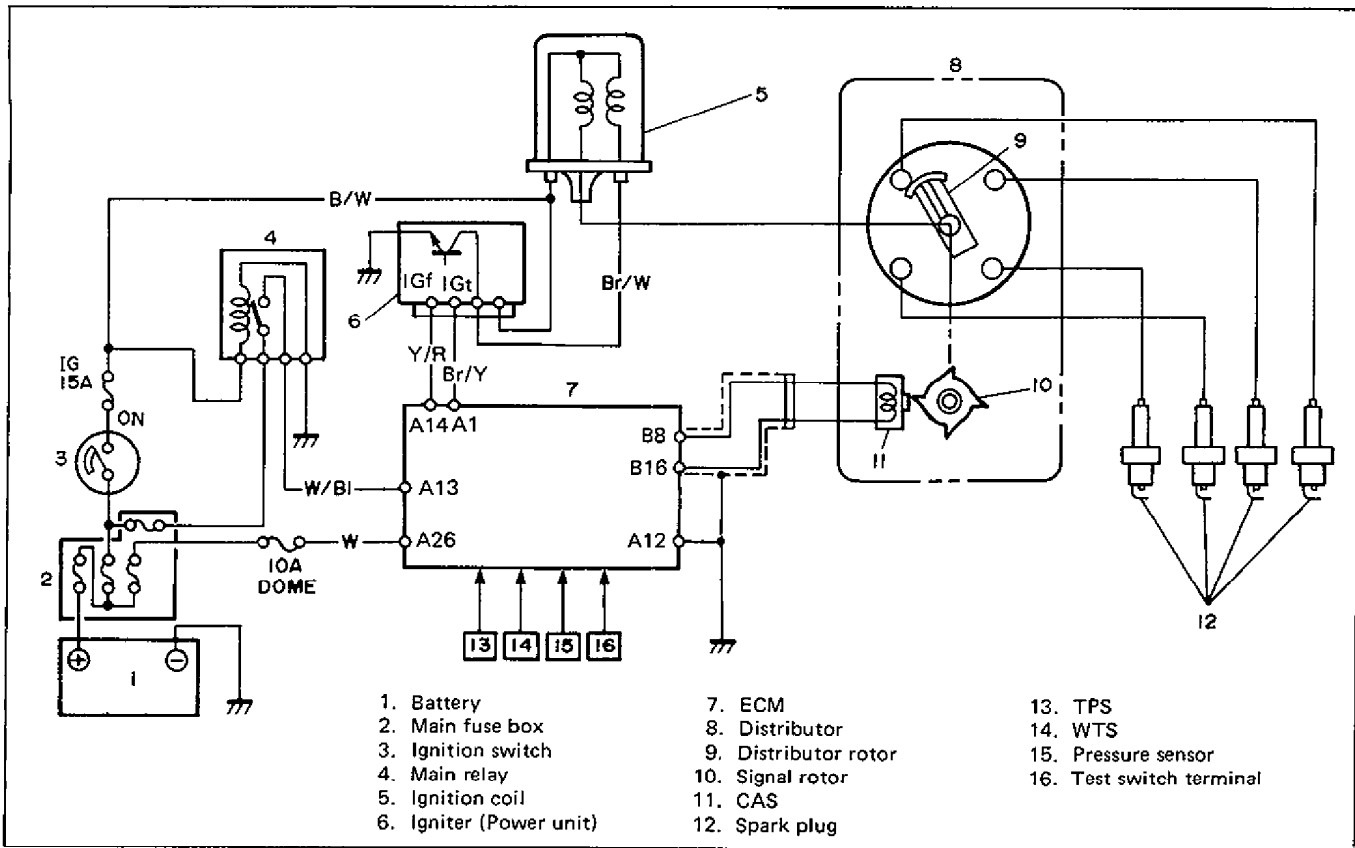 8
5
9
B/W
4
IGf
IGt
6
Br/W
IG
15A
Y/R
Br/Y
7
ON
A14 A1
10
3
B8
B16
11
W/Bl
A13
2
10A
DOME
W
A26
A12
12
13
14
15
16
+
-
1
1. Battery
2. Main fuse box
3. Ignition switch
4. Main relay
5. Ignition coil
6. Igniter (Power unit)
7. ECM
8. Distributor
9. Distributor rotor
10. Signal rotor
11. CAS
12. Spark plug
13. TPS
14. WTS
15. Pressure sensor
16. Test switch terminal